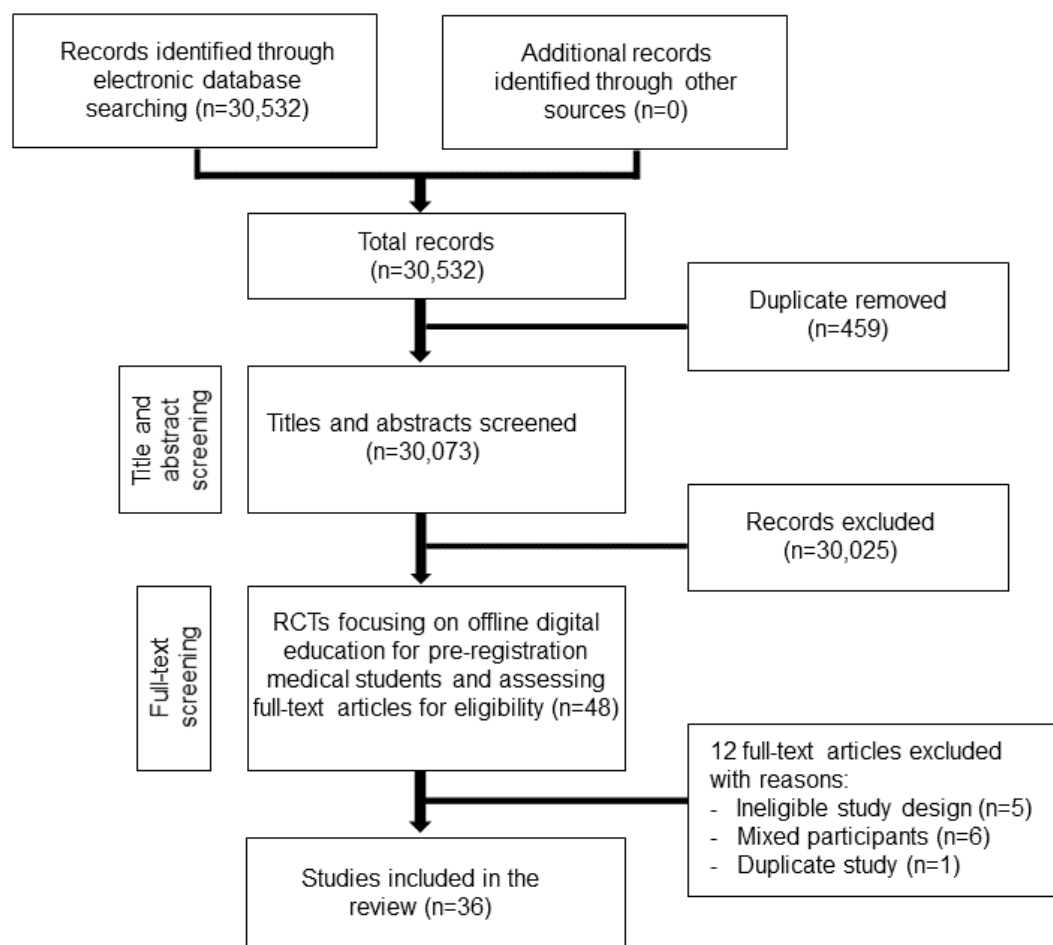 Records identified through
electronic database
searching (n=30,532)
Additional records
identified through other
sources (n=0)
Total records
(n=30,532)
Duplicate removed
(n=459)
Title and
abstract
screening
Titles and abstracts screened
(n=30,073)
Records excluded
(n=30,025)
Full-text
screening
RCTs focusing on offline digital
education for pre-registration
medical students and assessing
full-text articles for eligibility (n=48)
12 full-text articles excluded
with reasons:
- Ineligible study design (n=5)
- Mixed participants (n=6)
- Duplicate study (n=1)
Studies included in the
review (n=36)